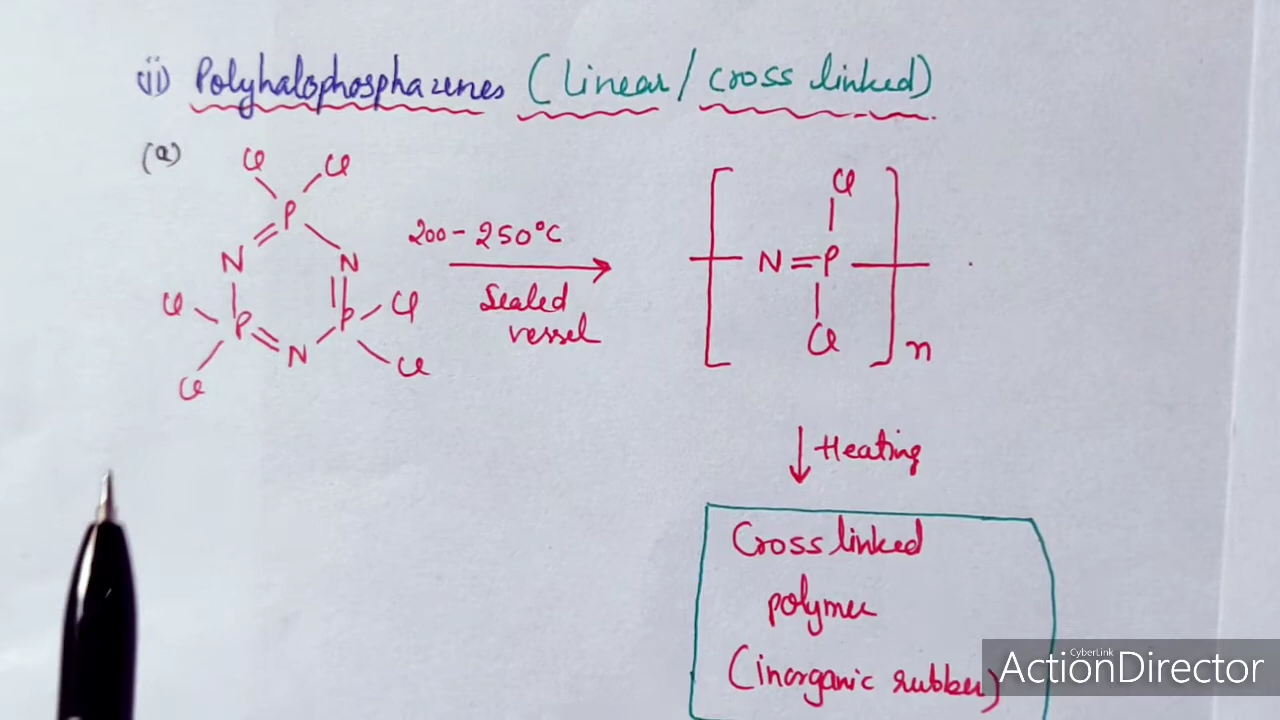 (ii) Polyhalophosphazenes (linear / cross linked)
(a)
Cl Cl
P
N N
Cl P N P Cl
Cl Cl
200-250°C
Sealed
vessel
Cl
[ N=P ]n
Cl
↓ Heating
Cross linked
polymer
(inorganic rubber)
CyberLink
ActionDirector